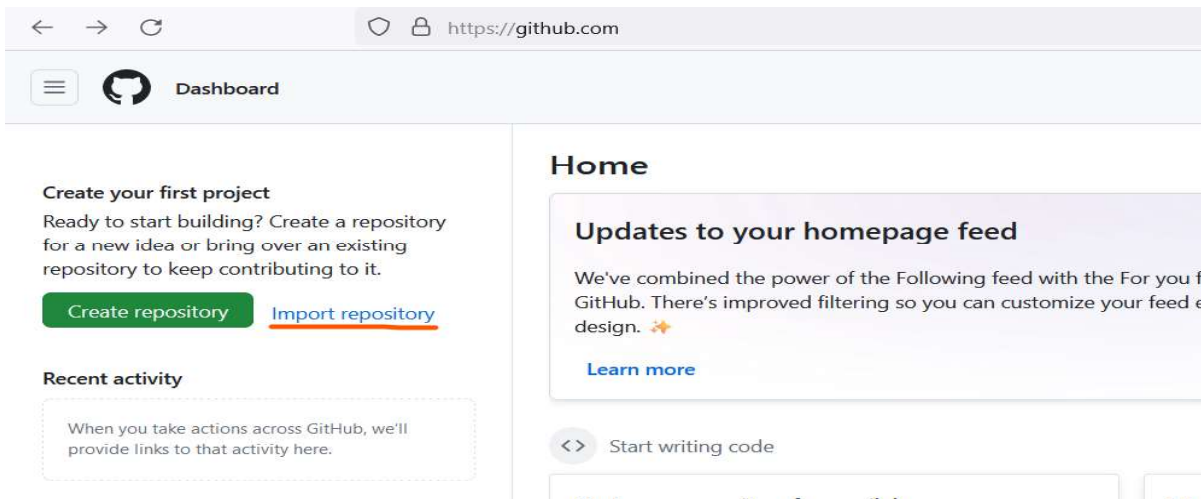 https://github.com
Dashboard
Create your first project
Ready to start building? Create a repository
for a new idea or bring over an existing
repository to keep contributing to it.
Create repository Import repository
Recent activity
When you take actions across GitHub, we'll
provide links to that activity here.
Home
Updates to your homepage feed
We've combined the power of the Following feed with the For you f
GitHub. There's improved filtering so you can customize your feed e
design. ✨
Learn more
<> Start writing code